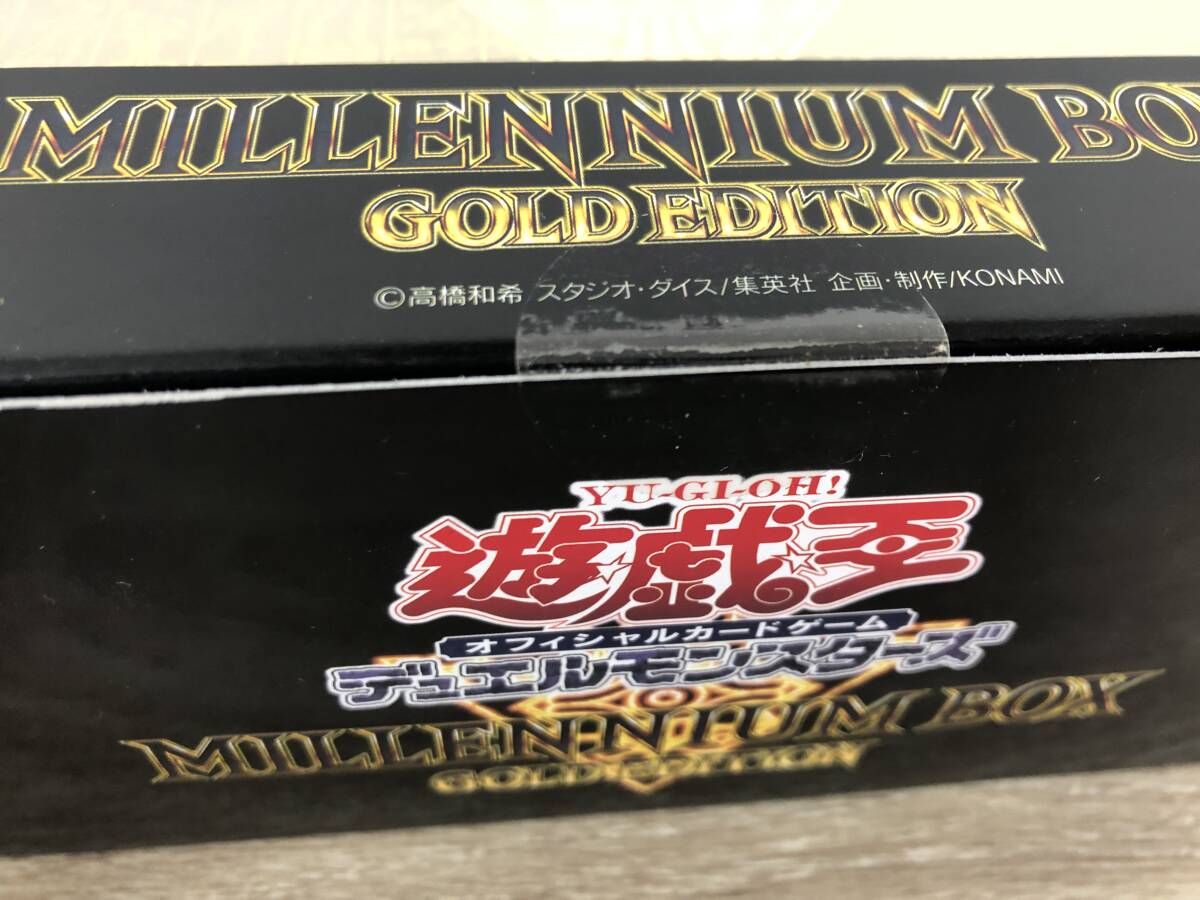 MILLENNIUM BOX
GOLD EDITION
©高橋和希 スタジオ・ダイス/集英社 企画・制作/KONAMI
YU-GI-OH!
遊☆戯☆王
オフィシャルカードゲーム
デュエルモンスターズ
MILLENNIUM BOX
GOLD EDITION